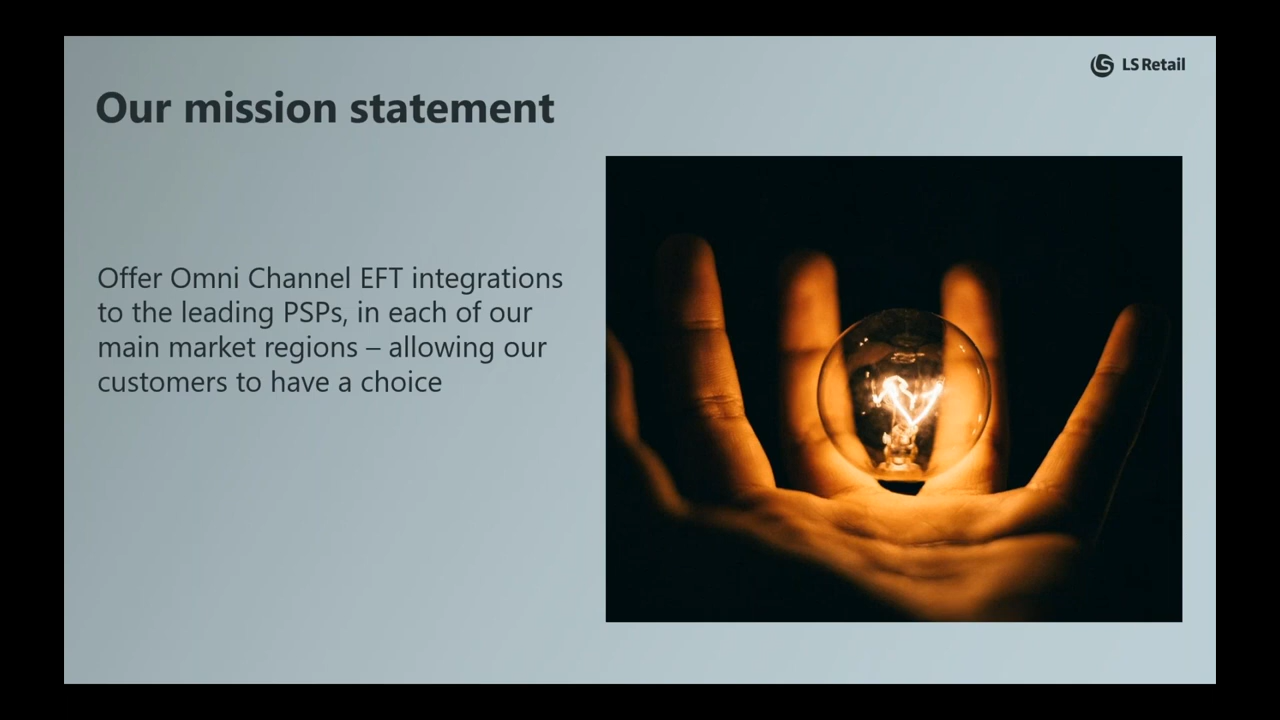 LS Retail
Our mission statement
Offer Omni Channel EFT integrations
to the leading PSPs, in each of our
main market regions – allowing our
customers to have a choice